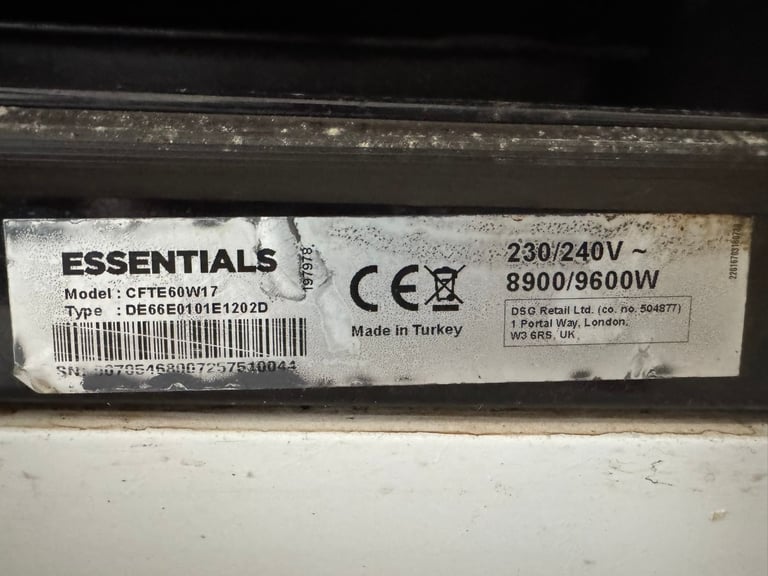 ESSENTIALS
Model : CFTE60W17
Type : DE66E0101E1202D
SN:
197978
CE
Made in Turkey
230/240V ~
8900/9600W
DSG Retail Ltd. (co. no. 504877)
1 Portal Way, London,
W3 6RS, UK